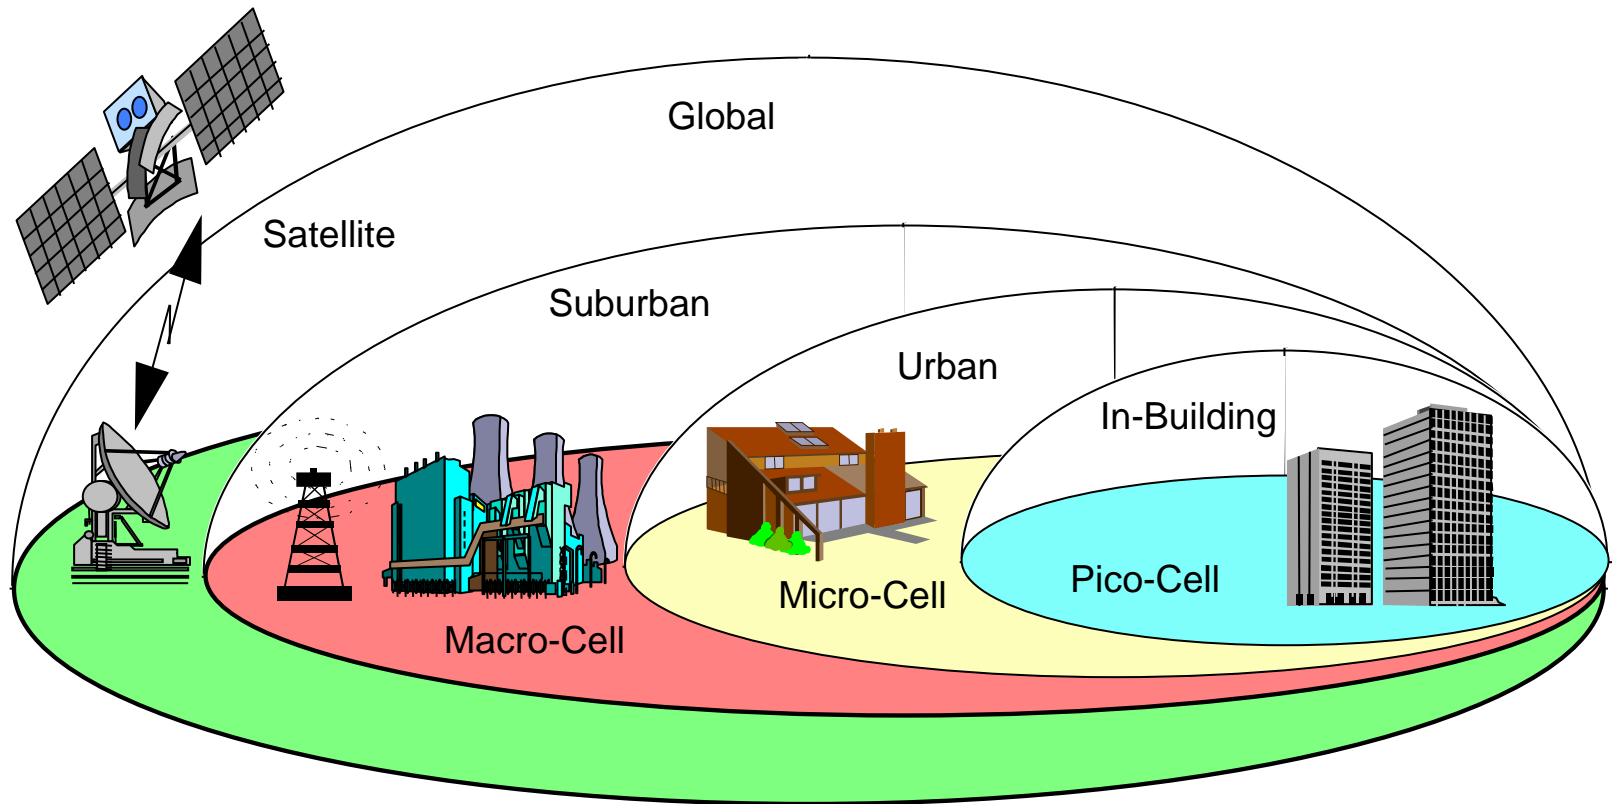 Global
Satellite
Suburban
Urban
In-Building
Pico-Cell
Micro-Cell
Macro-Cell